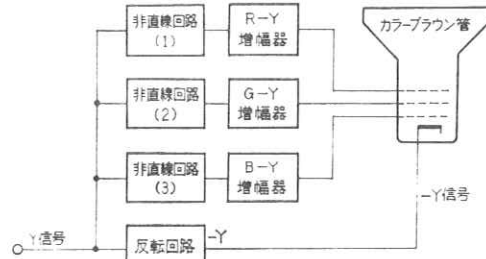 非直線回路
(1)
R-Y
増幅器
カラーブラウン管
非直線回路
(2)
G-Y
増幅器
非直線回路
(3)
B-Y
増幅器
-Y信号
Y信号
反転回路
-Y